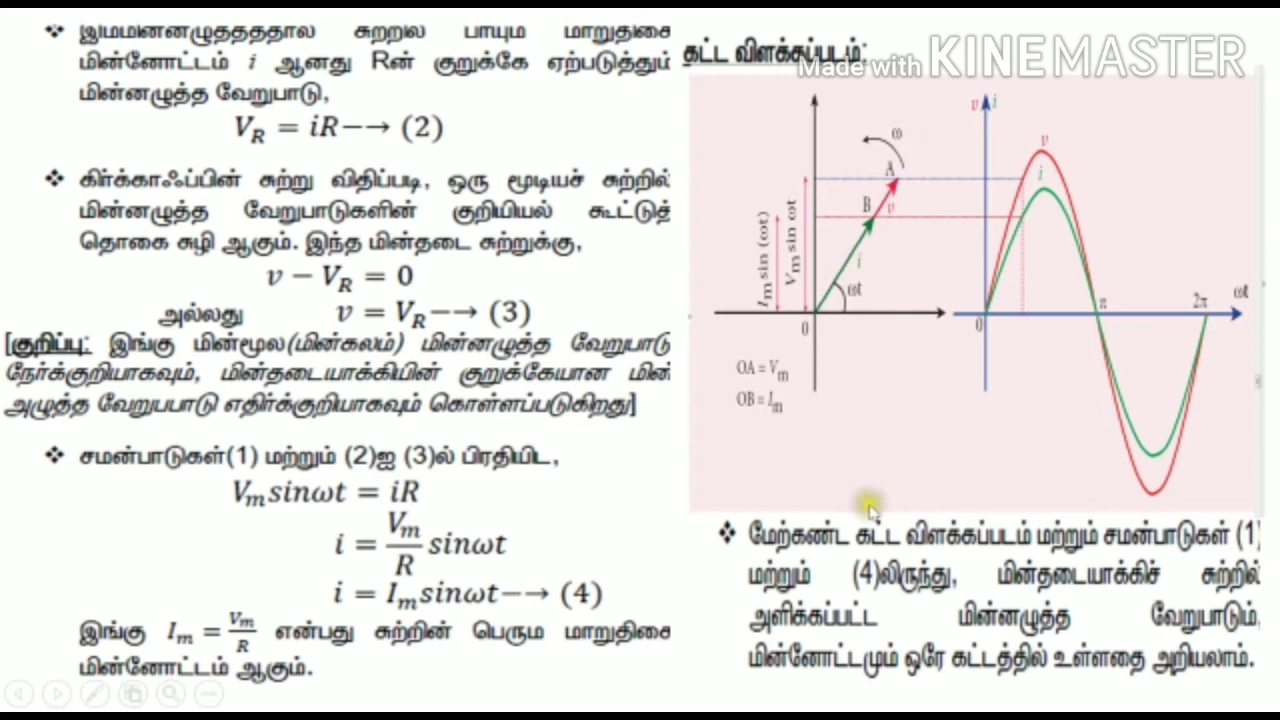 ❖ இம்மின்னழுத்தத்தால் சுற்றில் பாயும் மாறுதிசை
மின்னோட்டம் i ஆனது Rன் குறுக்கே ஏற்படுத்தும்
மின்னழுத்த வேறுபாடு,
V_R = iR−→ (2)
❖ கிர்க்காஃப்பின் சுற்று விதிப்படி, ஒரு மூடியச் சுற்றில்
மின்னழுத்த வேறுபாடுகளின் குறியியல் கூட்டுத்
தொகை சுழி ஆகும். இந்த மின்தடை சுற்றுக்கு,
v − V_R = 0
அல்லது v = V_R−→ (3)
[குறிப்பு: இங்கு மின்மூல(மின்கலம்) மின்னழுத்த வேறுபாடு
நேர்க்குறியாகவும், மின்தடையாக்கியின் குறுக்கேயான மின்
அழுத்த வேறுபபாடு எதிர்க்குறியாகவும் கொள்ளப்படுகிறது]
❖ சமன்பாடுகள்(1) மற்றும் (2)ஐ (3)ல் பிரதியிட,
V_m sinωt = iR
i = V_m/R sinωt
i = I_m sinωt−→ (4)
இங்கு I_m = V_m/R என்பது சுற்றின் பெரும மாறுதிசை
மின்னோட்டம் ஆகும்.
கட்ட விளக்கப்படம்:
Made with KINEMASTER
v i
ω
A
B
v
i
ωt
I_m sin (ωt)
V_m sin ωt
0
OA = V_m
OB = I_m
v
i
0
π
2π
ωt
❖ மேற்கண்ட கட்ட விளக்கப்படம் மற்றும் சமன்பாடுகள் (1)
மற்றும் (4)லிருந்து, மின்தடையாக்கிச் சுற்றில்
அளிக்கப்பட்ட மின்னழுத்த வேறுபாடும்,
மின்னோட்டமும் ஒரே கட்டத்தில் உள்ளதை அறியலாம்.